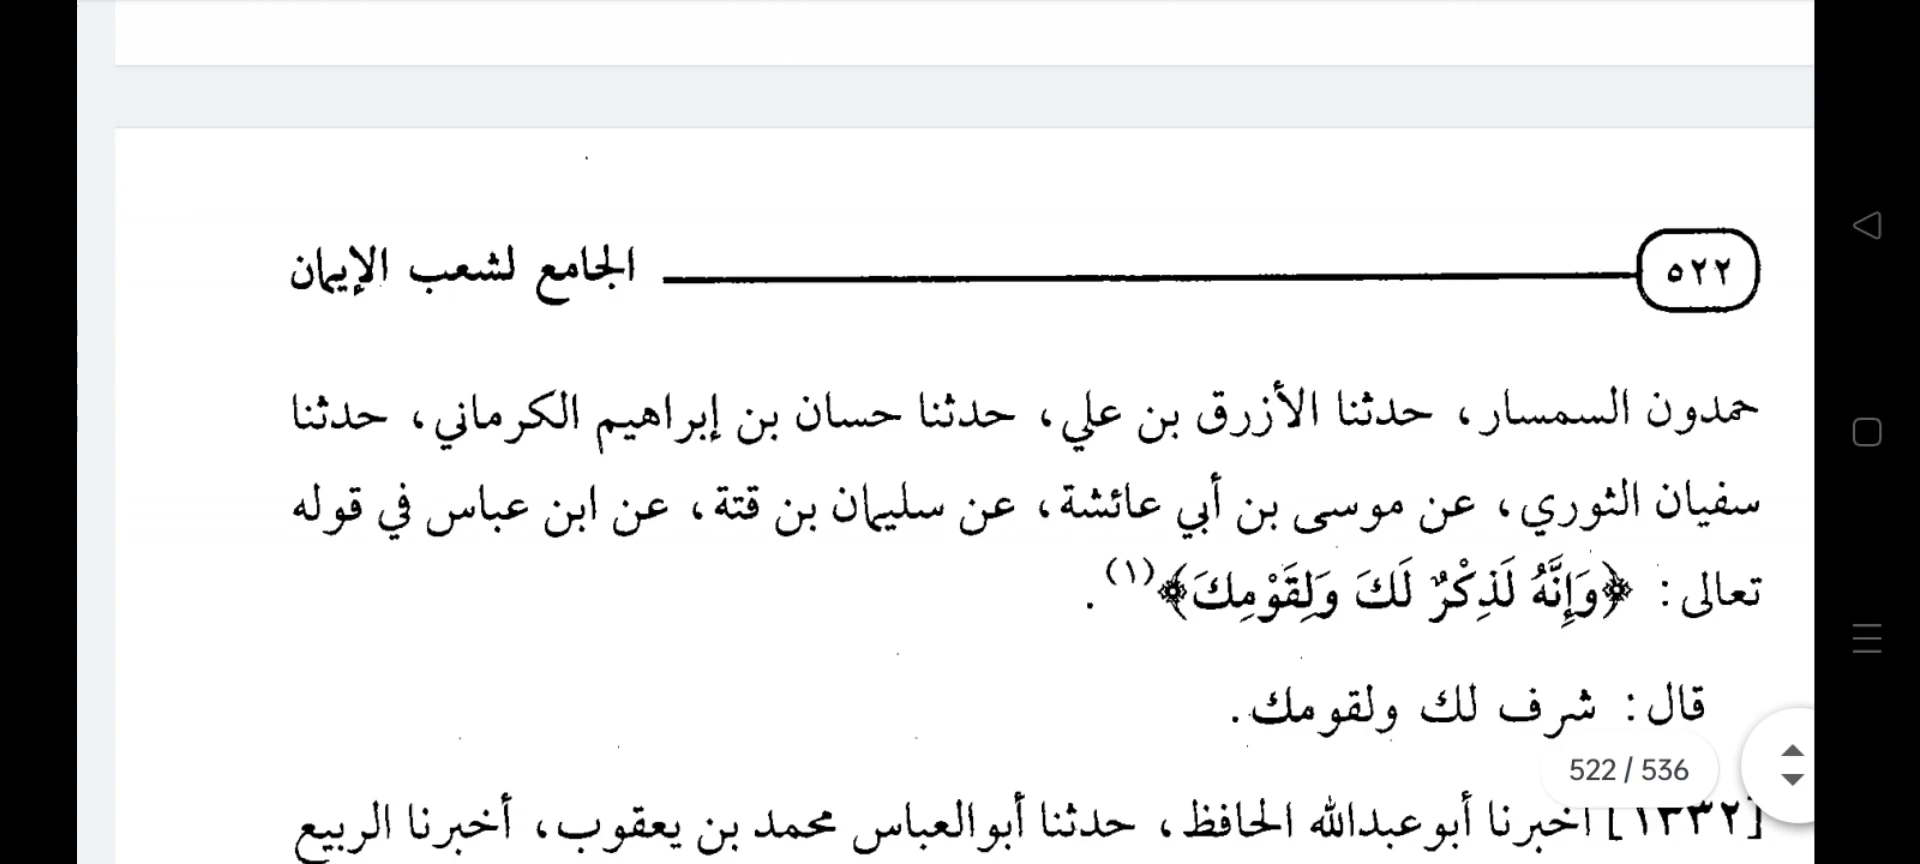 ٥٢٢ الجامع لشعب الإيمان
حمدون السمسار، حدثنا الأزرق بن علي، حدثنا حسان بن إبراهيم الكرماني، حدثنا
سفيان الثوري، عن موسى بن أبي عائشة، عن سليمان بن قتة، عن ابن عباس في قوله
تعالى: ﴿وَإِنَّهُ لَذِكْرٌ لَكَ وَلِقَوْمِكَ﴾(١).
قال: شرف لك ولقومك.
522 / 536
[١٣٣٢] أخبرنا أبوعبدالله الحافظ، حدثنا أبوالعباس محمد بن يعقوب، أخبرنا الربيع